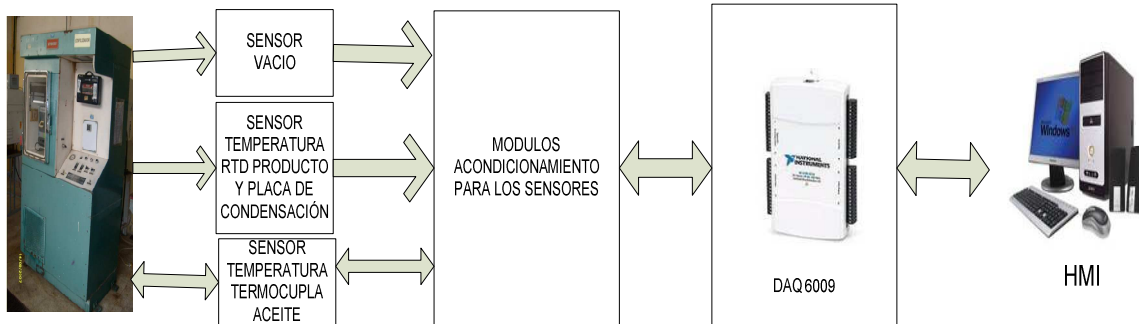 SENSOR
VACIO
SENSOR
TEMPERATURA
RTD PRODUCTO
Y PLACA DE
CONDENSACIÓN
SENSOR
TEMPERATURA
TERMOCUPLA
ACEITE
MODULOS
ACONDICIONAMIENTO
PARA LOS SENSORES
NATIONAL
INSTRUMENTS
DAQ 6009
Windows
HMI